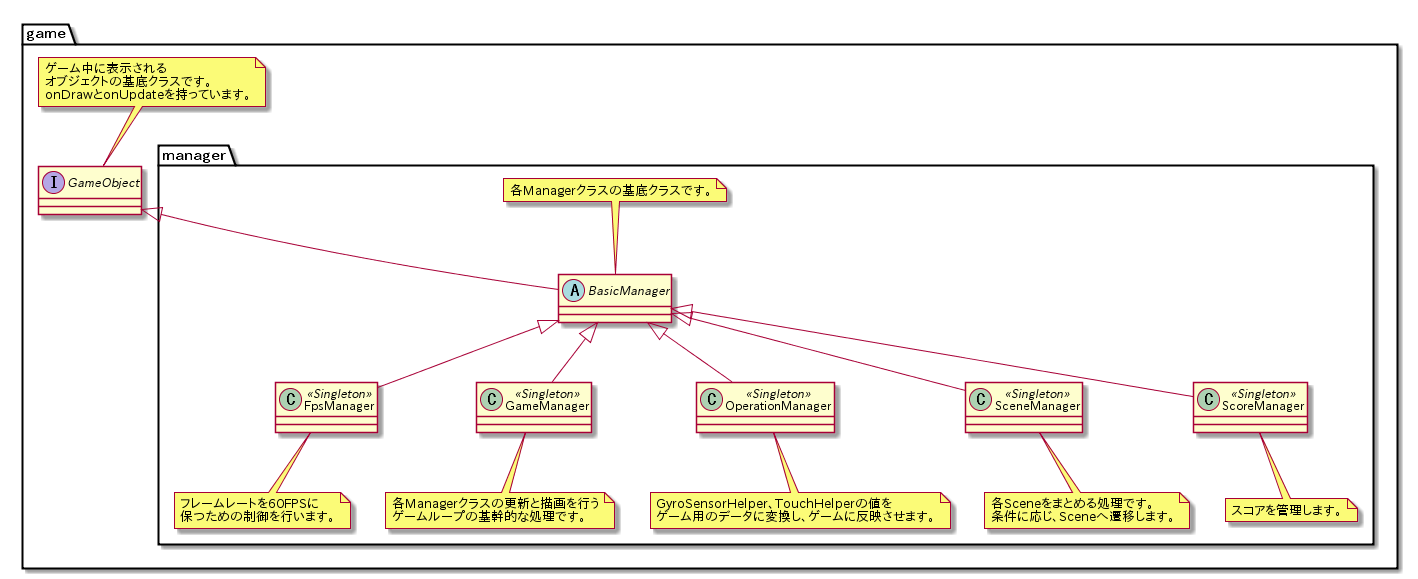 game
ゲーム中に表示される
オブジェクトの基底クラスです。
onDrawとonUpdateを持っています。
manager
I GameObject
各Managerクラスの基底クラスです。
A BasicManager
C «Singleton»
FpsManager
C «Singleton»
GameManager
C «Singleton»
OperationManager
C «Singleton»
SceneManager
C «Singleton»
ScoreManager
フレームレートを60FPSに
保つための制御を行います。
各Managerクラスの更新と描画を行う
ゲームループの基幹的な処理です。
GyroSensorHelper、TouchHelperの値を
ゲーム用のデータに変換し、ゲームに反映させます。
各Sceneをまとめる処理です。
条件に応じ、Sceneへ遷移します。
スコアを管理します。